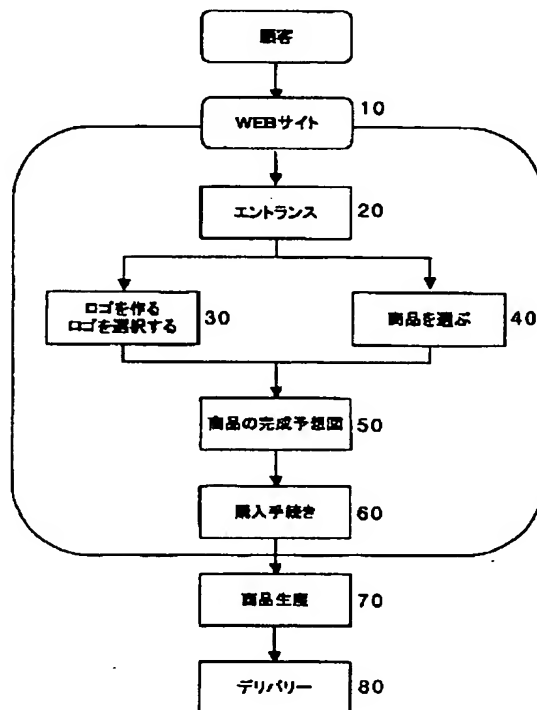 顧客
WEBサイト 10
エントランス 20
ロゴを作る
ロゴを選択する 30
商品を選ぶ 40
商品の完成予想図 50
購入手続き 60
商品生産 70
デリバリー 80